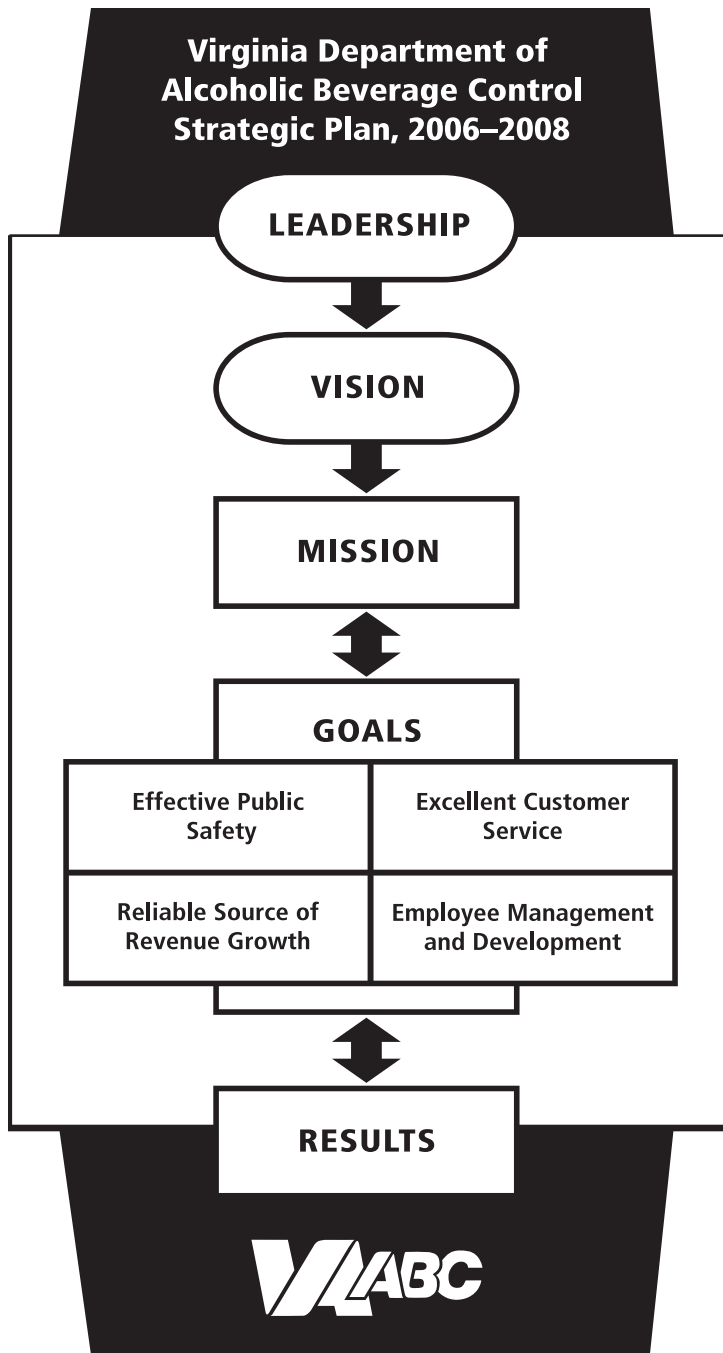 Virginia Department of
Alcoholic Beverage Control
Strategic Plan, 2006–2008
LEADERSHIP
VISION
MISSION
GOALS
Effective Public
Safety
Excellent Customer
Service
Reliable Source of
Revenue Growth
Employee Management
and Development
RESULTS
VA ABC